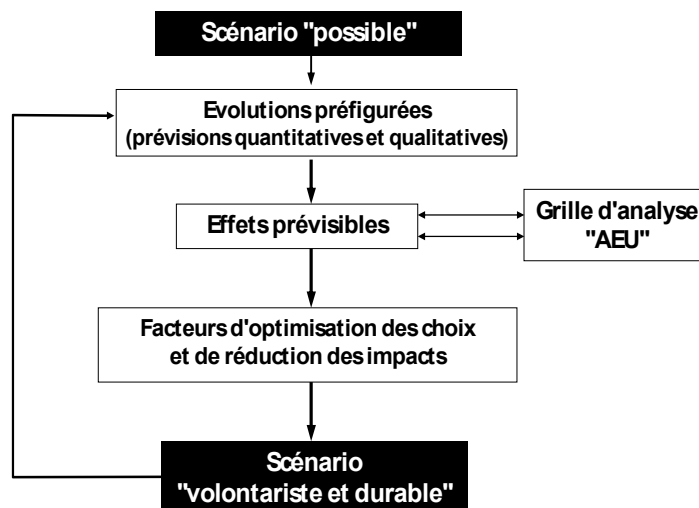 Scénario "possible"
Evolutions préfigurées
(prévisions quantitatives et qualitatives)
Effets prévisibles
Grille d'analyse
"AEU"
Facteurs d'optimisation des choix
et de réduction des impacts
Scénario
"volontariste et durable"